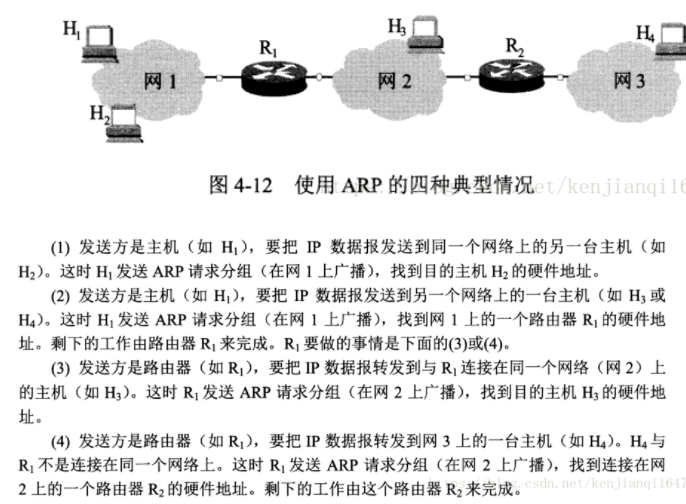 H₁
H₂
网 1
R₁
H₃
网 2
R₂
H₄
网 3
图 4-12 使用 ARP 的四种典型情况
net/kenjianqi1647
(1) 发送方是主机（如 H₁），要把 IP 数据报发送到同一个网络上的另一台主机（如
H₂）。这时 H₁ 发送 ARP 请求分组（在网 1 上广播），找到目的主机 H₂ 的硬件地址。
(2) 发送方是主机（如 H₁），要把 IP 数据报发送到另一个网络上的一台主机（如 H₃ 或
H₄）。这时 H₁ 发送 ARP 请求分组（在网 1 上广播），找到网 1 上的一个路由器 R₁ 的硬件地
址。剩下的工作由路由器 R₁ 来完成。R₁ 要做的事情是下面的(3)或(4)。
(3) 发送方是路由器（如 R₁），要把 IP 数据报转发到与 R₁ 连接在同一个网络（网 2）上
的主机（如 H₃）。这时 R₁ 发送 ARP 请求分组（在网 2 上广播），找到目的主机 H₃ 的硬件地
址。
(4) 发送方是路由器（如 R₁），要把 IP 数据报转发到网 3 上的一台主机（如 H₄）。H₄ 与
R₁ 不是连接在同一个网络上。这时 R₁ 发送 ARP 请求分组（在网 2 上广播），找到连接在网
2 上的一个路由器 R₂ 的硬件地址。剩下的工作由这个路由器 R₂ 来完成。
blog.csdn.net/kenjianqi1647